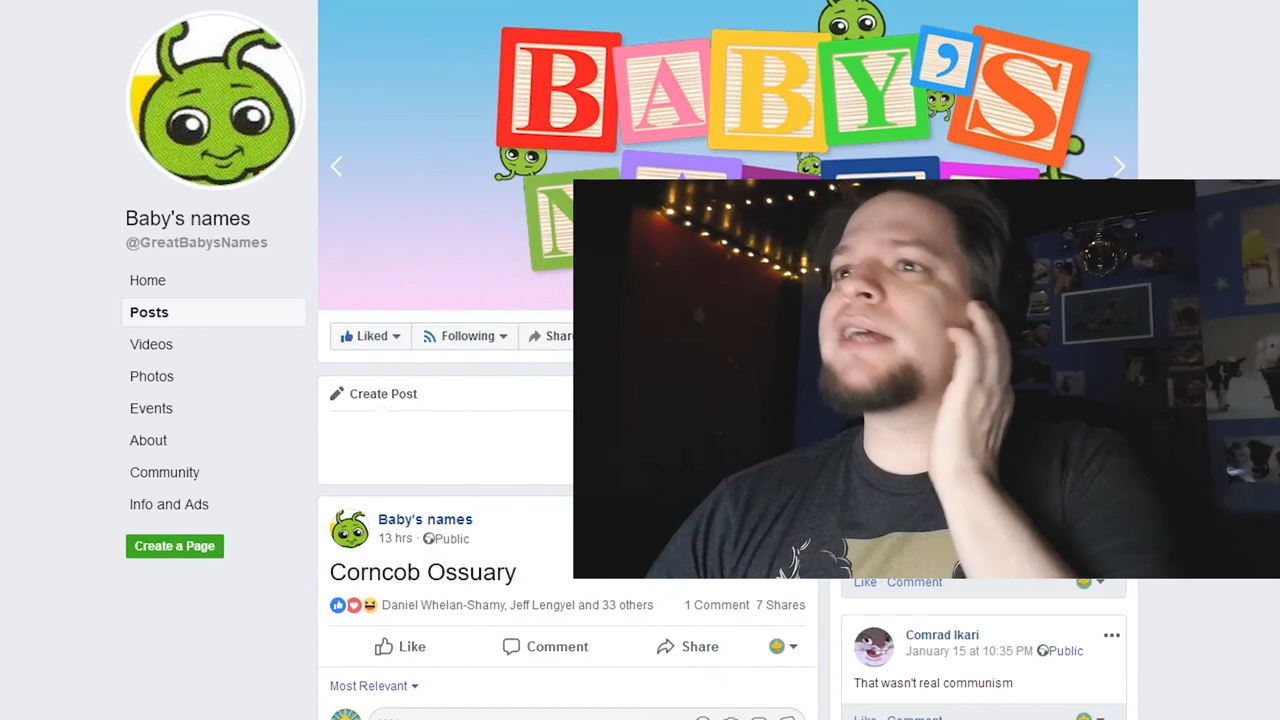 BABY'S
N
Baby's names
@GreatBabysNames
Home
Posts
Videos
Photos
Events
About
Community
Info and Ads
Create a Page
Liked
Following
Shar
Create Post
Baby's names
13 hrs · Public
Corncob Ossuary
Daniel Whelan-Shamy, Jeff Lengyel and 33 others
1 Comment 7 Shares
Like
Comment
Share
Most Relevant
Like · Comment
Comrad Ikari
January 15 at 10:35 PM · Public
That wasn't real communism
Like · Comment